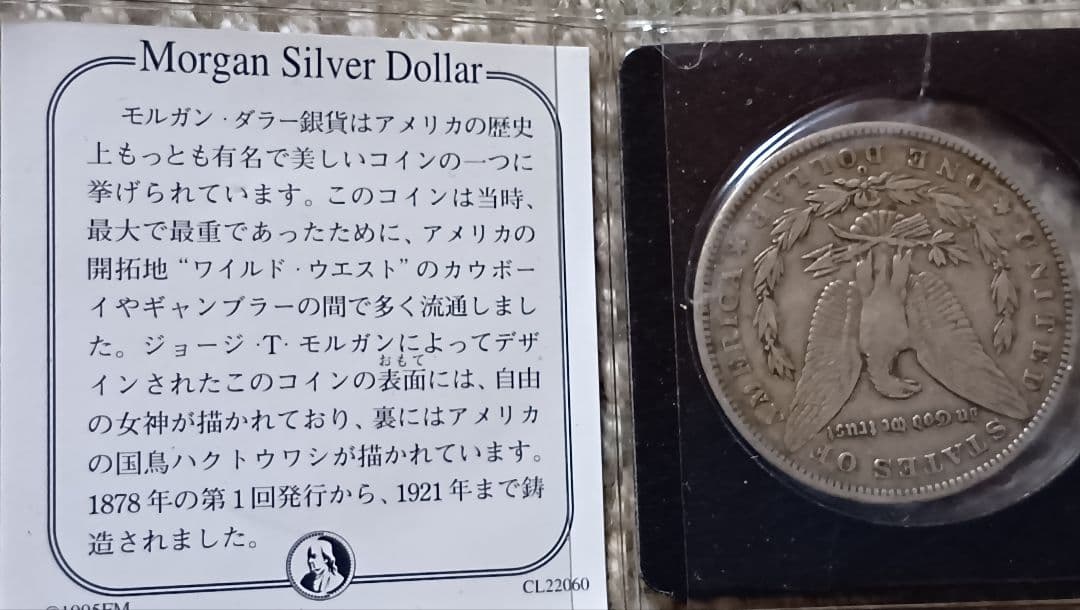 Morgan Silver Dollar
モルガン・ダラー銀貨はアメリカの歴史
上もっとも有名で美しいコインの一つに
挙げられています。このコインは当時、
最大で最重であったために、アメリカの
開拓地“ワイルド・ウエスト”のカウボー
イやギャンブラーの間で多く流通しまし
た。ジョージ・T・モルガンによってデザ
おもて
インされたこのコインの表面には、自由
の女神が描かれており、裏にはアメリカ
の国鳥ハクトウワシが描かれています。
1878年の第1回発行から、1921年まで鋳
造されました。
CL22060
©1995FM
UNITED STATES OF AMERICA
ONE DOLLAR
In God we trust
O